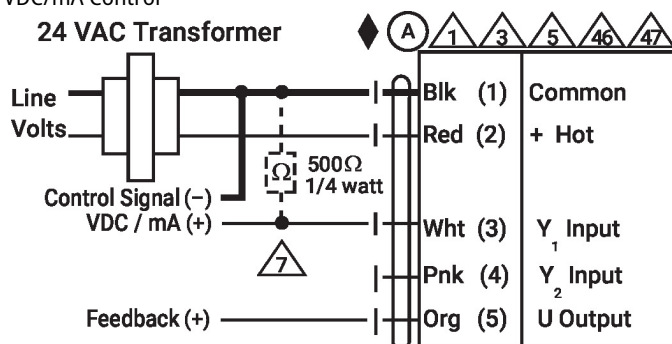 VDC/mA Control
24 VAC Transformer
A 1 3 5 46 47
Line
Volts
Blk (1) Common
Red (2) + Hot
Ω 500Ω
1/4 watt
Control Signal (–)
VDC / mA (+)
7
Wht (3) Y1 Input
Pnk (4) Y2 Input
Feedback (+)
Org (5) U Output